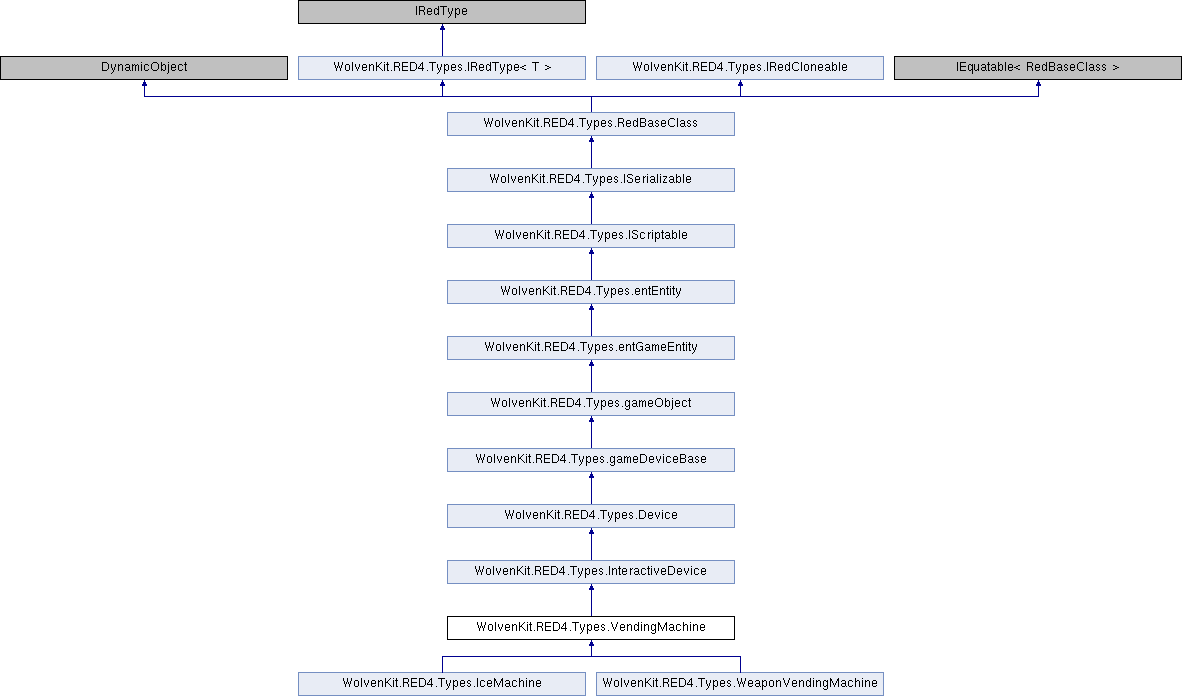 IRedType
DynamicObject
WolvenKit.RED4.Types.IRedType< T >
WolvenKit.RED4.Types.IRedCloneable
IEquatable< RedBaseClass >
WolvenKit.RED4.Types.RedBaseClass
WolvenKit.RED4.Types.ISerializable
WolvenKit.RED4.Types.IScriptable
WolvenKit.RED4.Types.entEntity
WolvenKit.RED4.Types.entGameEntity
WolvenKit.RED4.Types.gameObject
WolvenKit.RED4.Types.gameDeviceBase
WolvenKit.RED4.Types.Device
WolvenKit.RED4.Types.InteractiveDevice
WolvenKit.RED4.Types.VendingMachine
WolvenKit.RED4.Types.IceMachine
WolvenKit.RED4.Types.WeaponVendingMachine